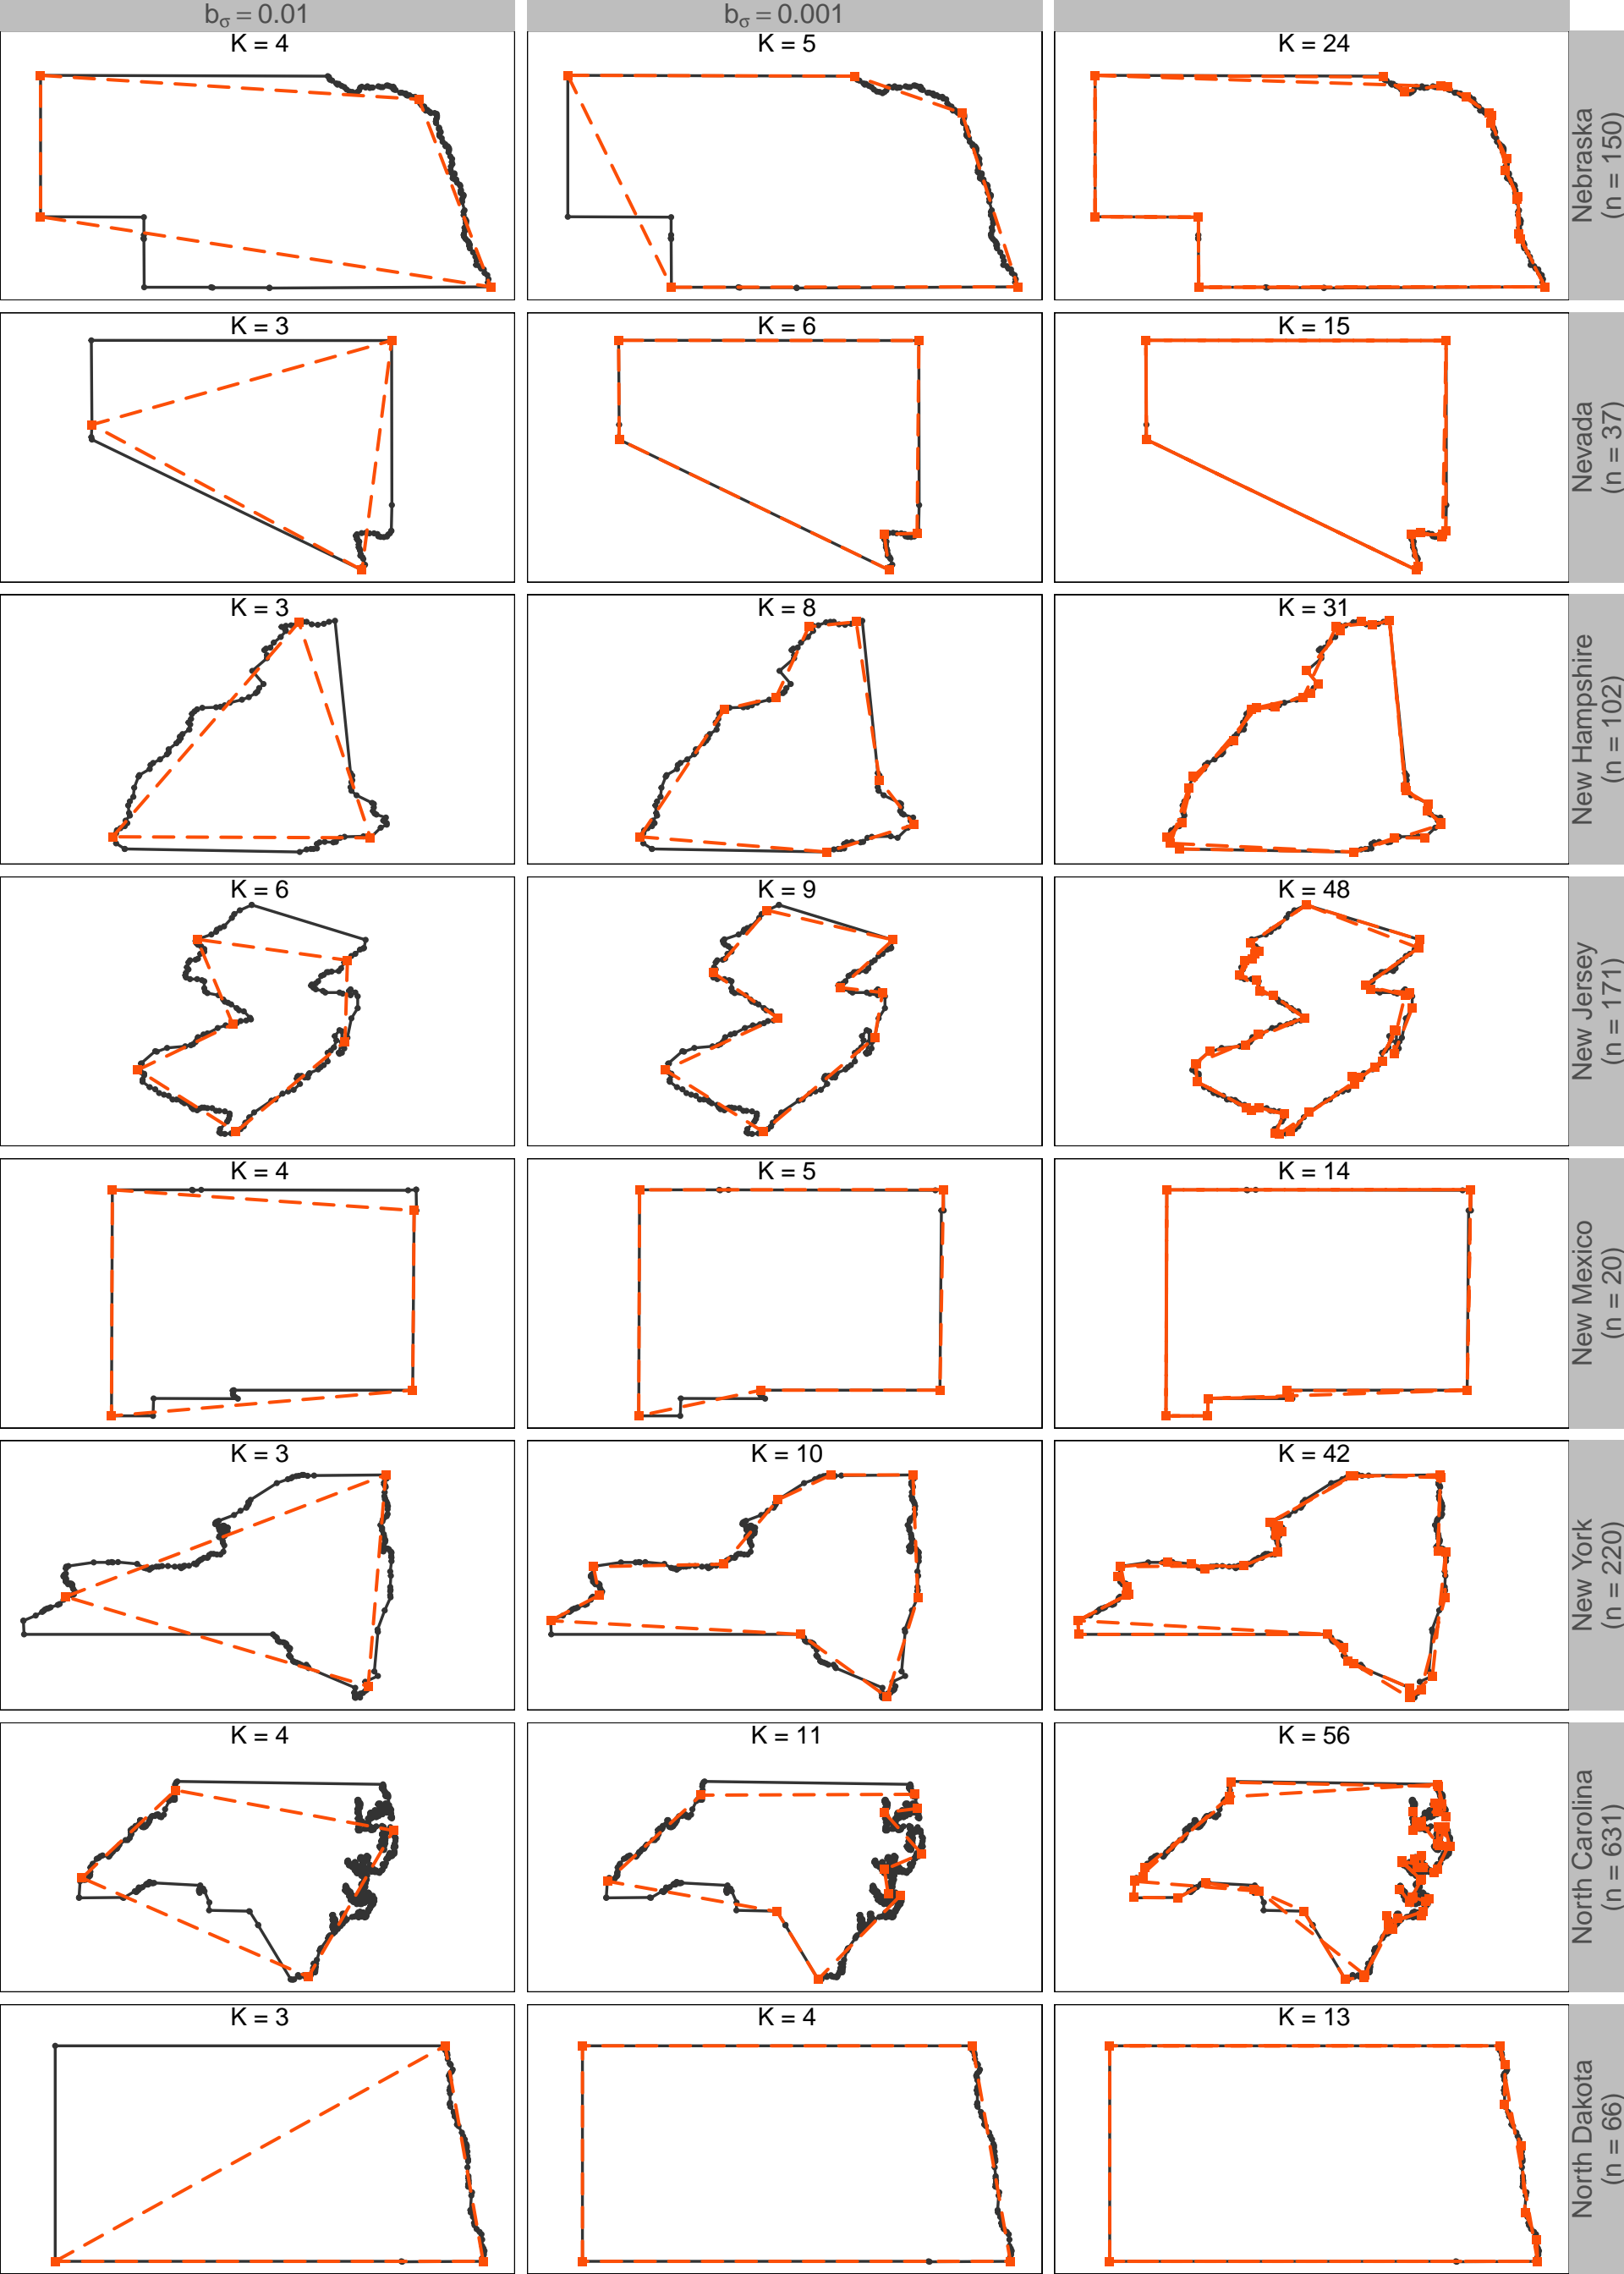 bσ = 0.01
bσ = 0.001
K = 4
K = 5
K = 24
Nebraska
(n = 150)
K = 3
K = 6
K = 15
Nevada
(n = 37)
K = 3
K = 8
K = 31
New Hampshire
(n = 102)
K = 6
K = 9
K = 48
New Jersey
(n = 171)
K = 4
K = 5
K = 14
New Mexico
(n = 20)
K = 3
K = 10
K = 42
New York
(n = 220)
K = 4
K = 11
K = 56
North Carolina
(n = 631)
K = 3
K = 4
K = 13
North Dakota
(n = 66)